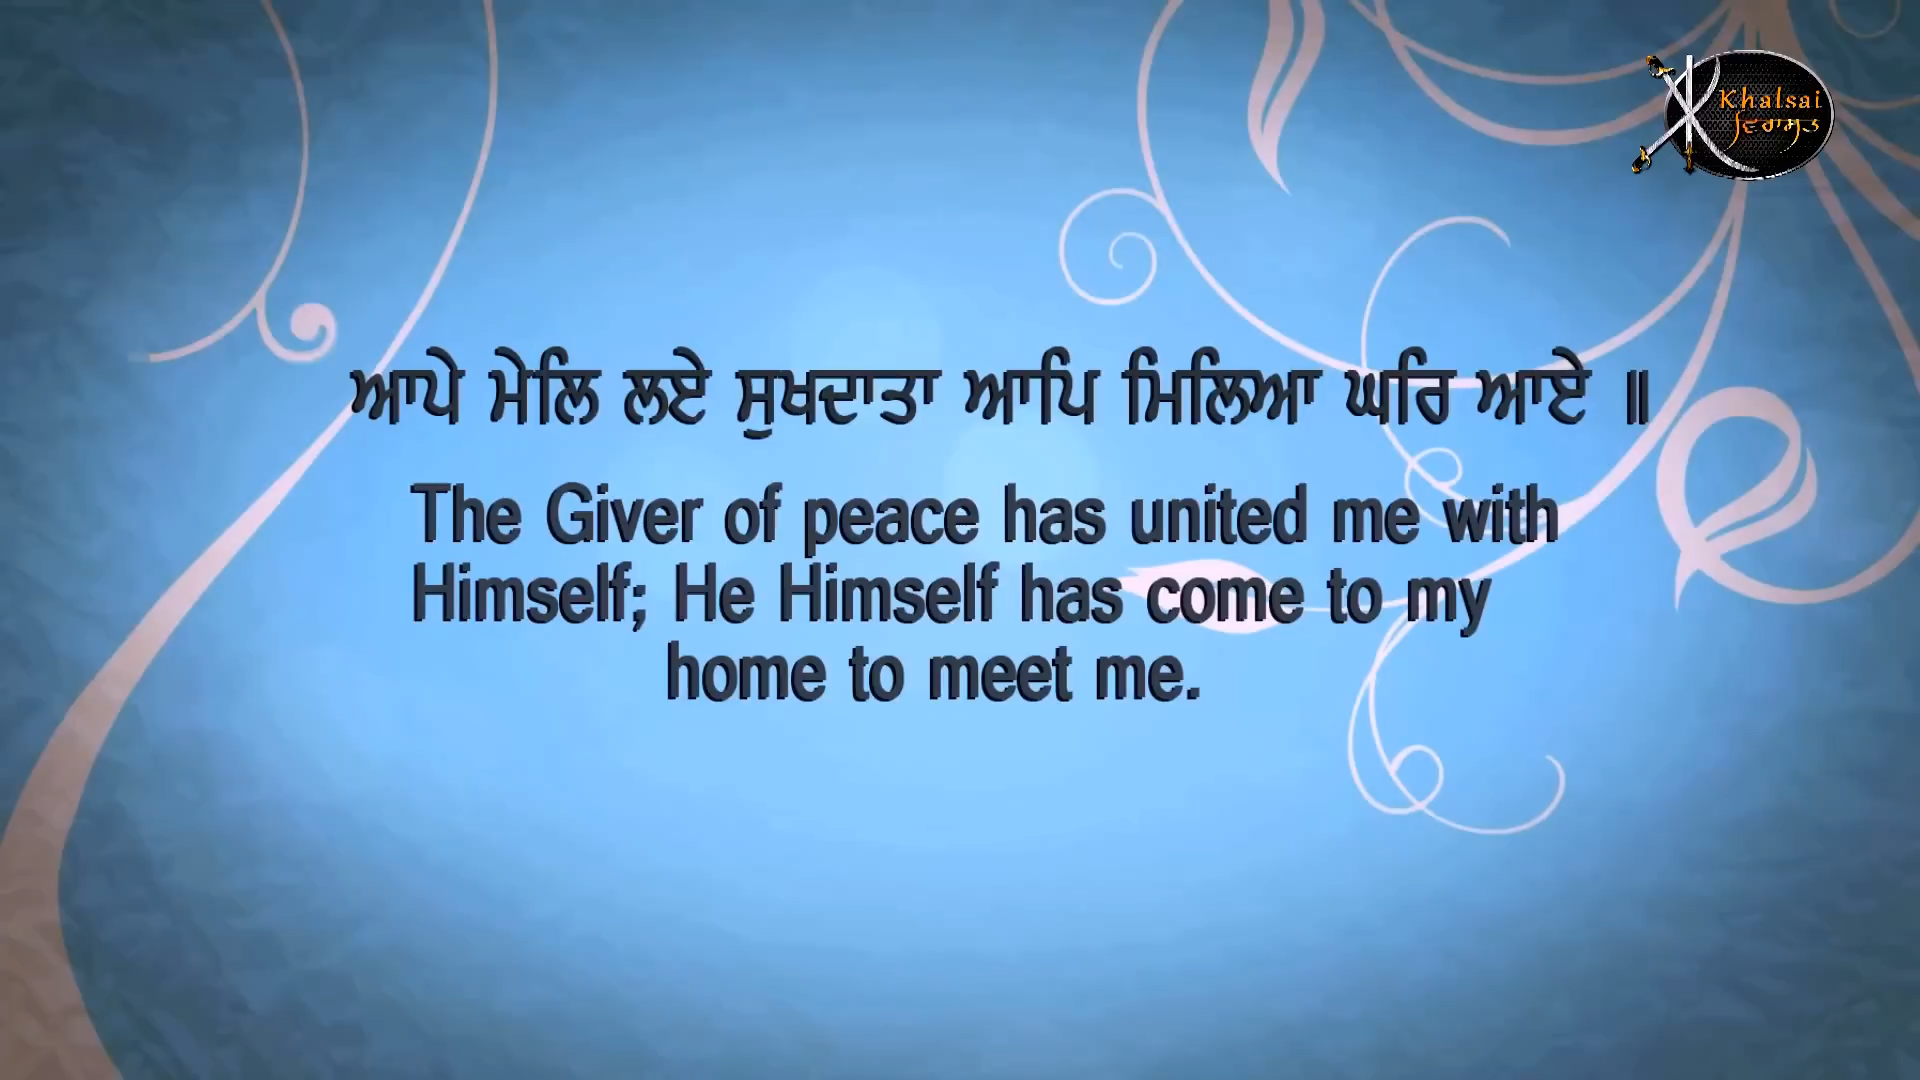 Khalsai
ਵਿਰਾਸਤ
ਆਪੇ ਮੇਲਿ ਲਏ ਸੁਖਦਾਤਾ ਆਪਿ ਮਿਲਿਆ ਘਰਿ ਆਏ ॥
The Giver of peace has united me with
Himself; He Himself has come to my
home to meet me.